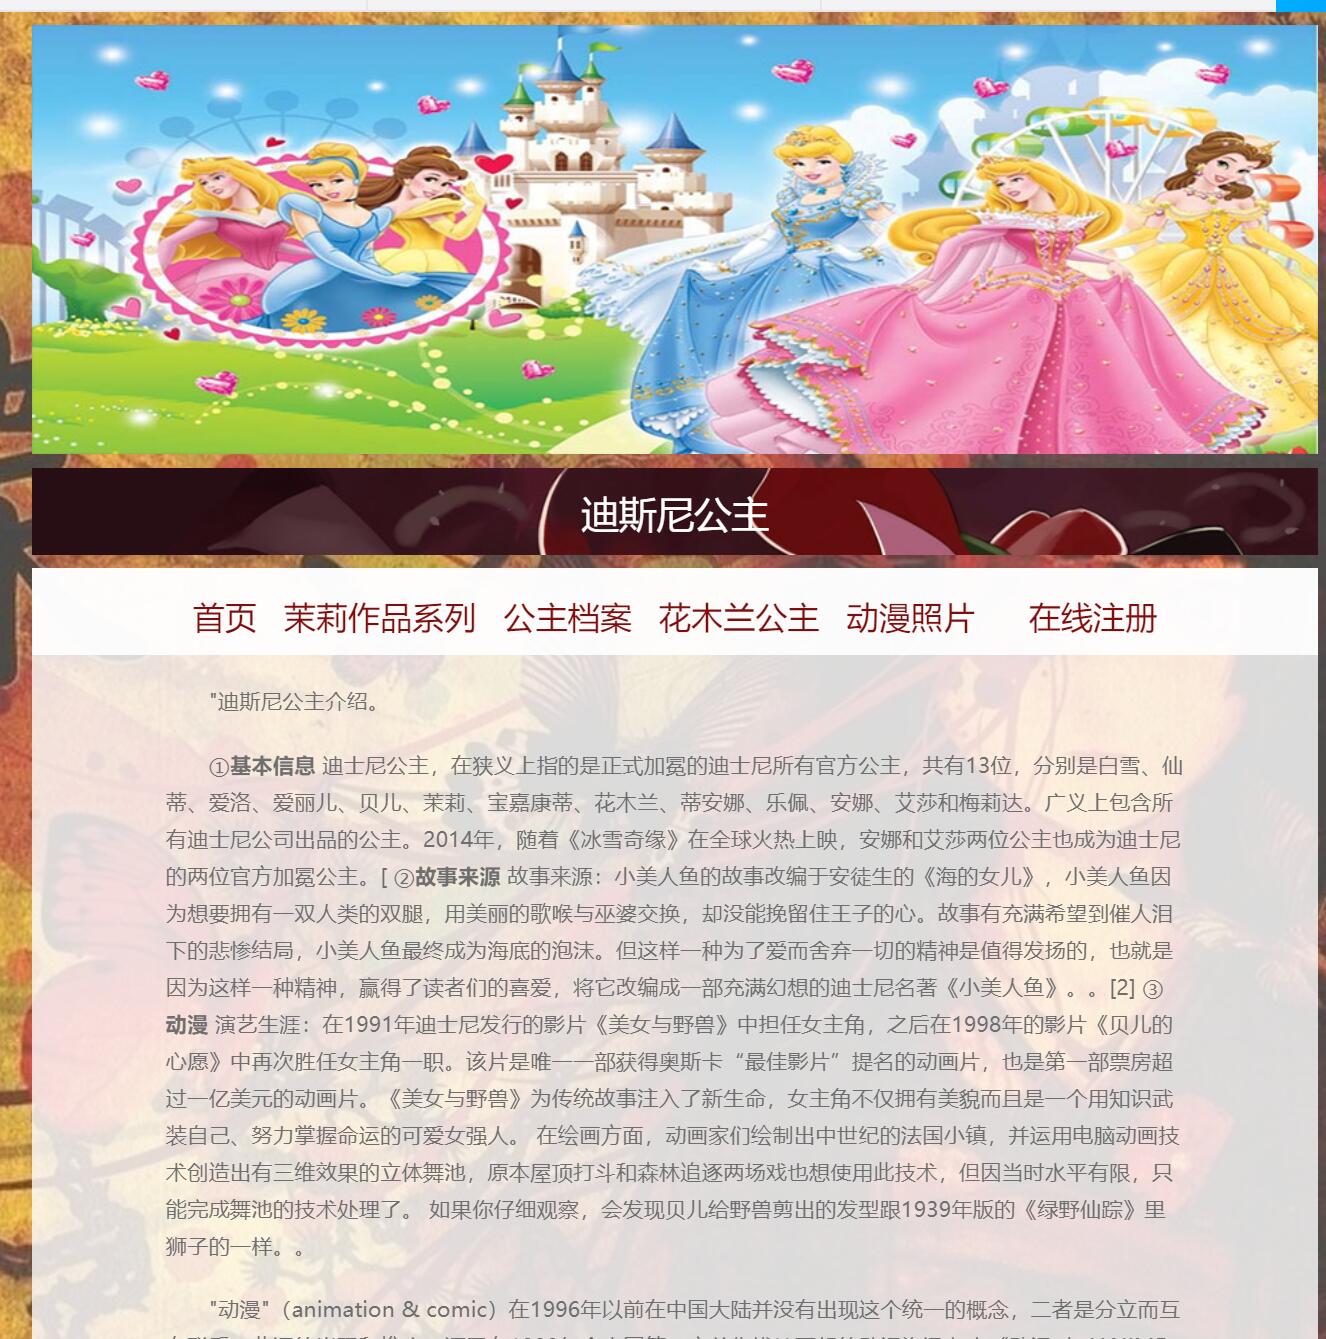 迪斯尼公主
首页 茉莉作品系列 公主档案 花木兰公主 动漫照片 在线注册
"迪斯尼公主介绍。
①基本信息 迪士尼公主，在狭义上指的是正式加冕的迪士尼所有官方公主，共有13位，分别是白雪、仙
蒂、爱洛、爱丽儿、贝儿、茉莉、宝嘉康蒂、花木兰、蒂安娜、乐佩、安娜、艾莎和梅莉达。广义上包含所
有迪士尼公司出品的公主。2014年，随着《冰雪奇缘》在全球火热上映，安娜和艾莎两位公主也成为迪士尼
的两位官方加冕公主。[ ②故事来源 故事来源：小美人鱼的故事改编于安徒生的《海的女儿》，小美人鱼因
为想要拥有一双人类的双腿，用美丽的歌喉与巫婆交换，却没能挽留住王子的心。故事有充满希望到催人泪
下的悲惨结局，小美人鱼最终成为海底的泡沫。但这样一种为了爱而舍弃一切的精神是值得发扬的，也就是
因为这样一种精神，赢得了读者们的喜爱，将它改编成一部充满幻想的迪士尼名著《小美人鱼》。。[2] ③
动漫 演艺生涯：在1991年迪士尼发行的影片《美女与野兽》中担任女主角，之后在1998年的影片《贝儿的
心愿》中再次胜任女主角一职。该片是唯一一部获得奥斯卡“最佳影片”提名的动画片，也是第一部票房超
过一亿美元的动画片。《美女与野兽》为传统故事注入了新生命，女主角不仅拥有美貌而且是一个用知识武
装自己、努力掌握命运的可爱女强人。 在绘画方面，动画家们绘制出中世纪的法国小镇，并运用电脑动画技
术创造出有三维效果的立体舞池，原本屋顶打斗和森林追逐两场戏也想使用此技术，但因当时水平有限，只
能完成舞池的技术处理了。 如果你仔细观察，会发现贝儿给野兽剪出的发型跟1939年版的《绿野仙踪》里
狮子的一样。。
"动漫"（animation & comic）在1996年以前在中国大陆并没有出现这个统一的概念，二者是分立而互